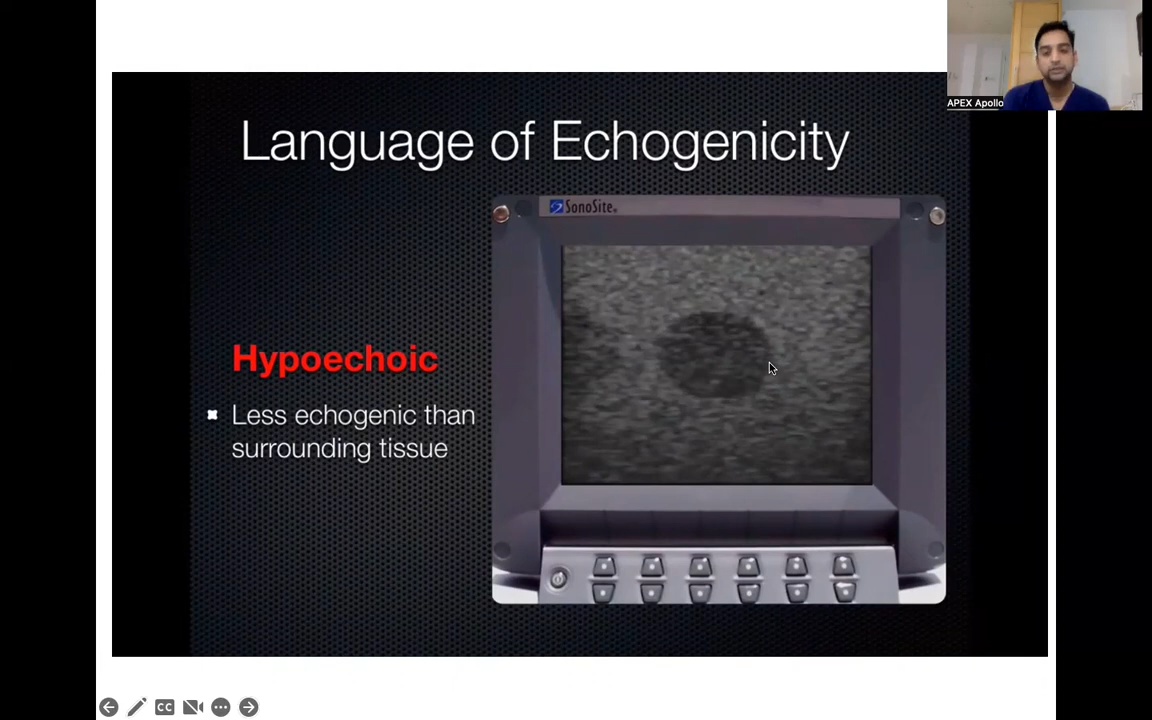 APEX Apollo
Language of Echogenicity
SonoSite
Hypoechoic
Less echogenic than
surrounding tissue
CC